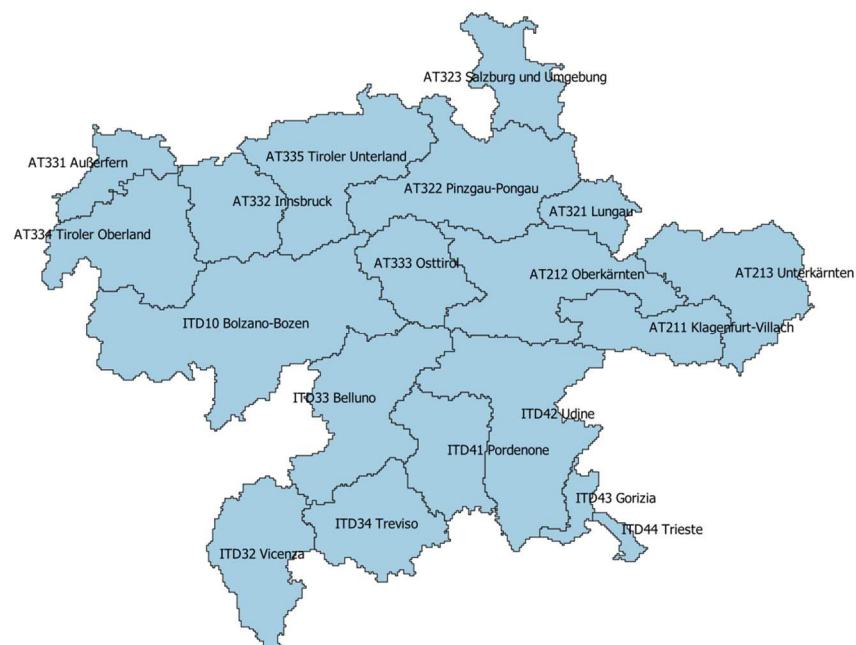 AT323 Salzburg und Umgebung
AT335 Tiroler Unterland
AT331 Außerfern
AT322 Pinzgau-Pongau
AT332 Innsbruck
AT321 Lungau
AT334 Tiroler Oberland
AT333 Osttirol
AT212 Oberkärnten
AT213 Unterkärnten
ITD10 Bolzano-Bozen
AT211 Klagenfurt-Villach
ITD33 Belluno
ITD42 Udine
ITD41 Pordenone
ITD43 Gorizia
ITD34 Treviso
ITD44 Trieste
ITD32 Vicenza